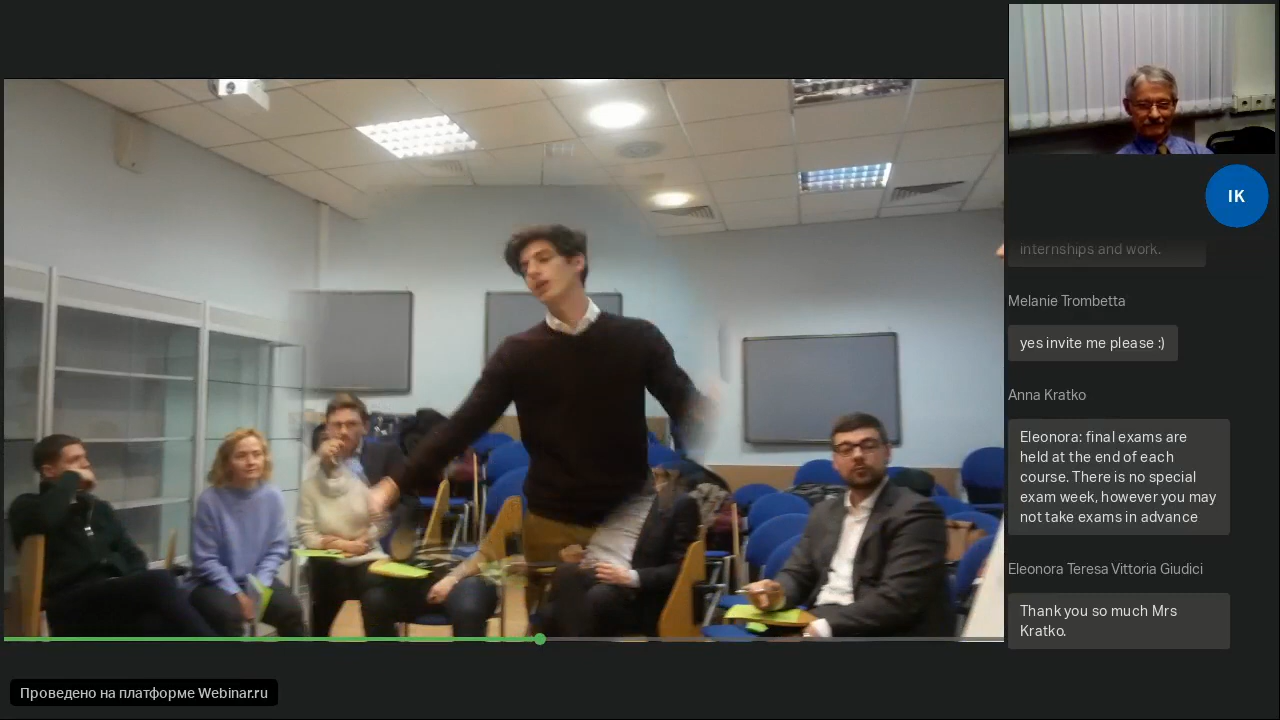 IK
internships and work.
Melanie Trombetta
yes invite me please :)
Anna Kratko
Eleonora: final exams are
held at the end of each
course. There is no special
exam week, however you may
not take exams in advance
Eleonora Teresa Vittoria Giudici
Thank you so much Mrs
Kratko.
Проведено на платформе Webinar.ru